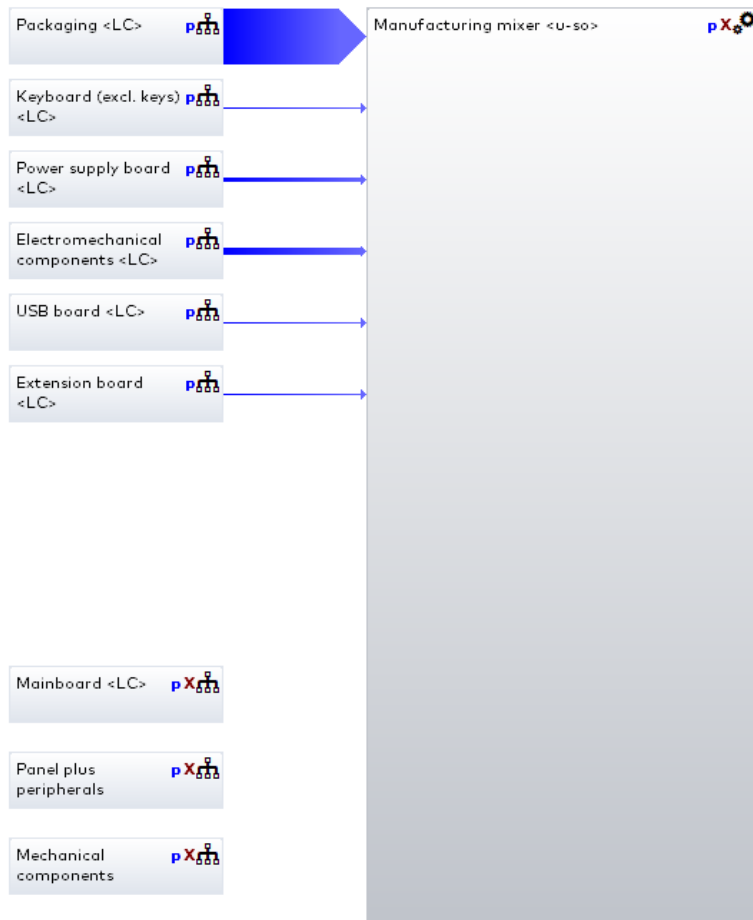 Packaging <LC> p
Manufacturing mixer <u-so> p X
Keyboard (excl. keys) p
<LC>
Power supply board p
<LC>
Electromechanical p
components <LC>
USB board <LC> p
Extension board p
<LC>
Mainboard <LC> p X
Panel plus p X
peripherals
Mechanical p X
components